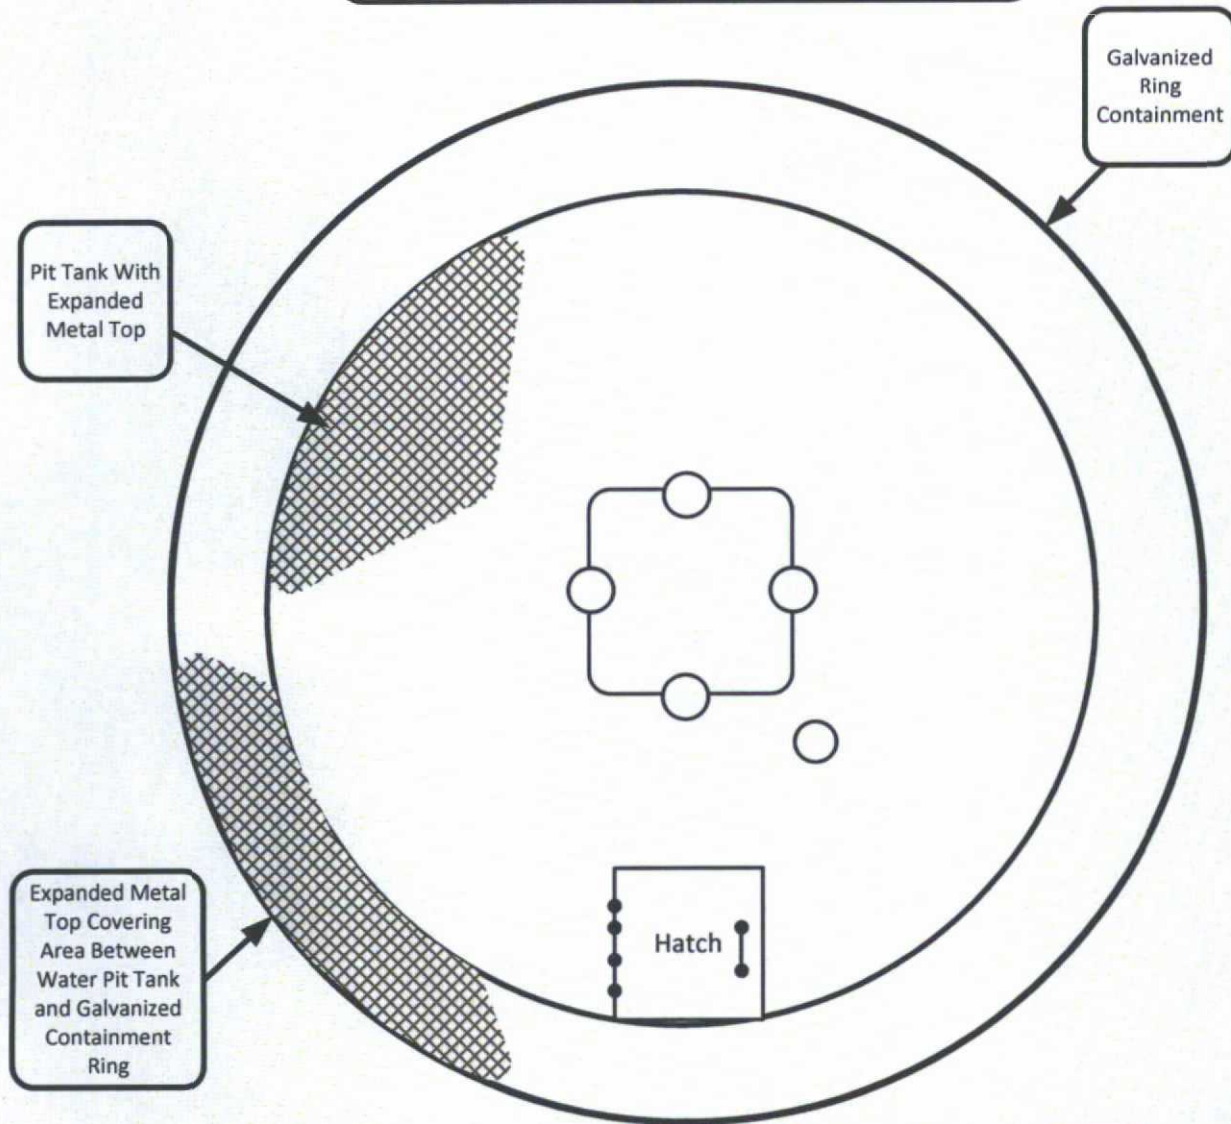 Galvanized
Ring
Containment
Pit Tank With
Expanded
Metal Top
Expanded Metal
Top Covering
Area Between
Water Pit Tank
and Galvanized
Containment
Ring
Hatch